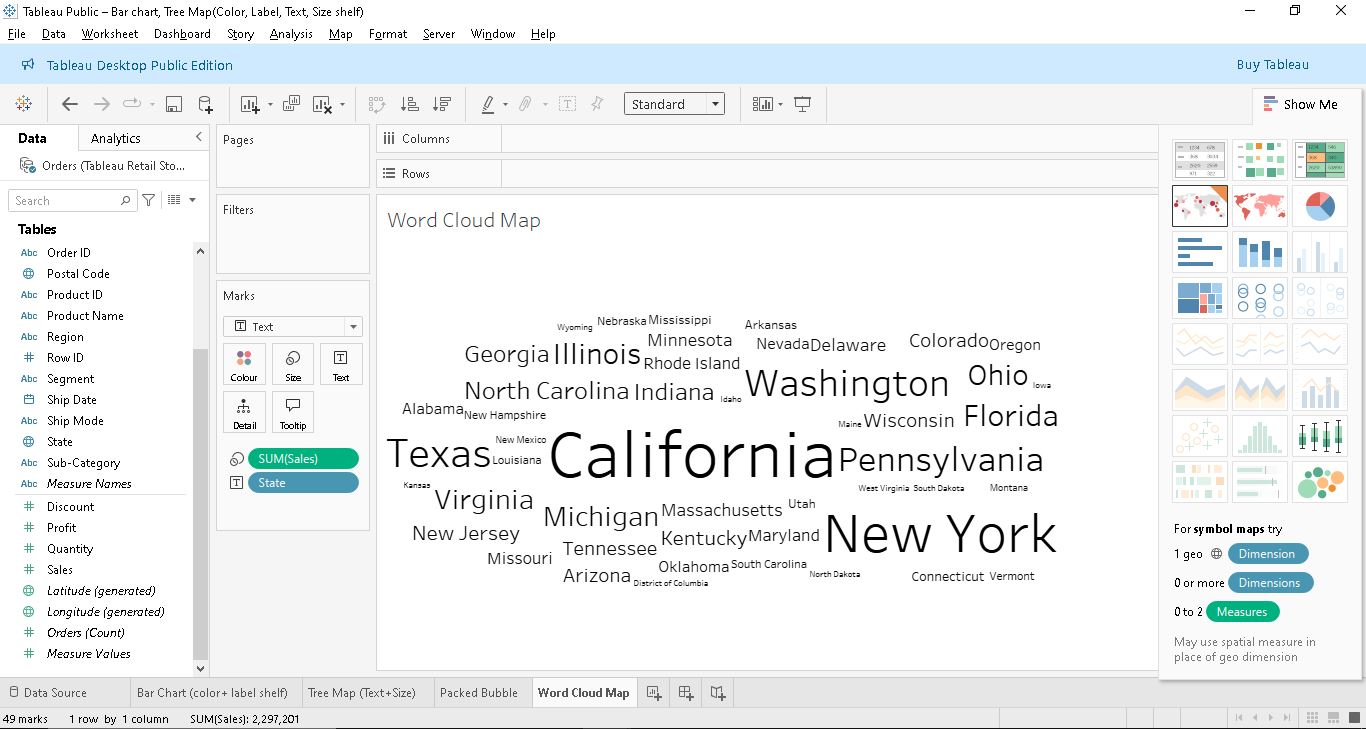 Tableau Public – Bar chart, Tree Map(Color, Label, Text, Size shelf)
File Data Worksheet Dashboard Story Analysis Map Format Server Window Help
Tableau Desktop Public Edition Buy Tableau
Standard Show Me
Data Analytics
Orders (Tableau Retail Sto...
Search
Tables
Abc Order ID
Postal Code
Abc Product ID
Abc Product Name
Abc Region
# Row ID
Abc Segment
Ship Date
Abc Ship Mode
State
Abc Sub-Category
Abc Measure Names
# Discount
# Profit
# Quantity
# Sales
Latitude (generated)
Longitude (generated)
# Orders (Count)
# Measure Values
Pages
Filters
Marks
T Text
Colour Size Text
Detail Tooltip
SUM(Sales)
State
Columns
Rows
Word Cloud Map
Wyoming Nebraska Mississippi Arkansas
Georgia Illinois Minnesota Nevada Delaware Colorado Oregon
Rhode Island
North Carolina Indiana Idaho Washington Ohio Iowa
Alabama New Hampshire Maine Wisconsin Florida
Texas New Mexico California Pennsylvania
Louisiana
Kansas West Virginia South Dakota Montana
Virginia Michigan Massachusetts Utah New York
New Jersey Tennessee Kentucky Maryland
Missouri Oklahoma South Carolina
Arizona District of Columbia North Dakota Connecticut Vermont
For symbol maps try
1 geo Dimension
0 or more Dimensions
0 to 2 Measures
May use spatial measure in
place of geo dimension
Data Source Bar Chart (color+ label shelf) Tree Map (Text+Size) Packed Bubble Word Cloud Map
49 marks 1 row by 1 column SUM(Sales): 2,297,201